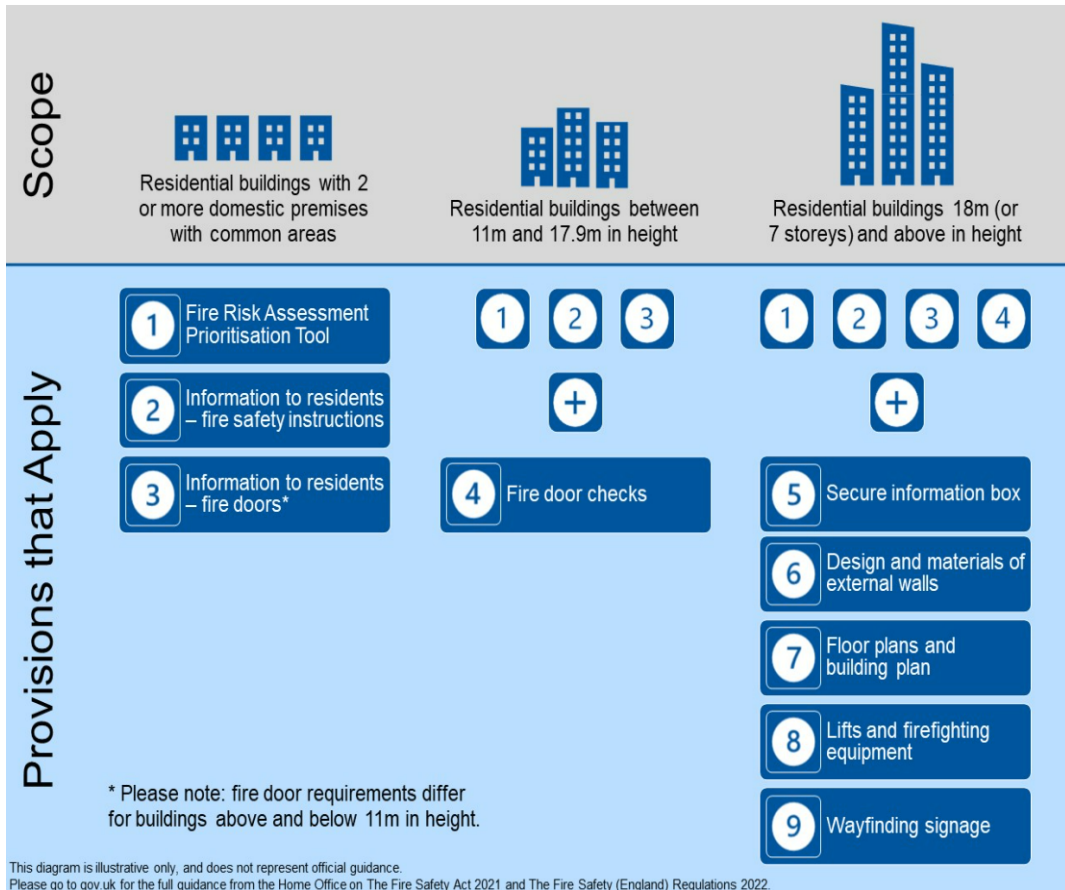 Scope
Residential buildings with 2
or more domestic premises
with common areas
Residential buildings between
11m and 17.9m in height
Residential buildings 18m (or
7 storeys) and above in height
Provisions that Apply
1 Fire Risk Assessment
Prioritisation Tool
2 Information to residents
– fire safety instructions
3 Information to residents
– fire doors*
1 2 3
+
4 Fire door checks
1 2 3 4
+
5 Secure information box
6 Design and materials of
external walls
7 Floor plans and
building plan
8 Lifts and firefighting
equipment
9 Wayfinding signage
* Please note: fire door requirements differ
for buildings above and below 11m in height.
This diagram is illustrative only, and does not represent official guidance.
Please go to gov.uk for the full guidance from the Home Office on The Fire Safety Act 2021 and The Fire Safety (England) Regulations 2022.